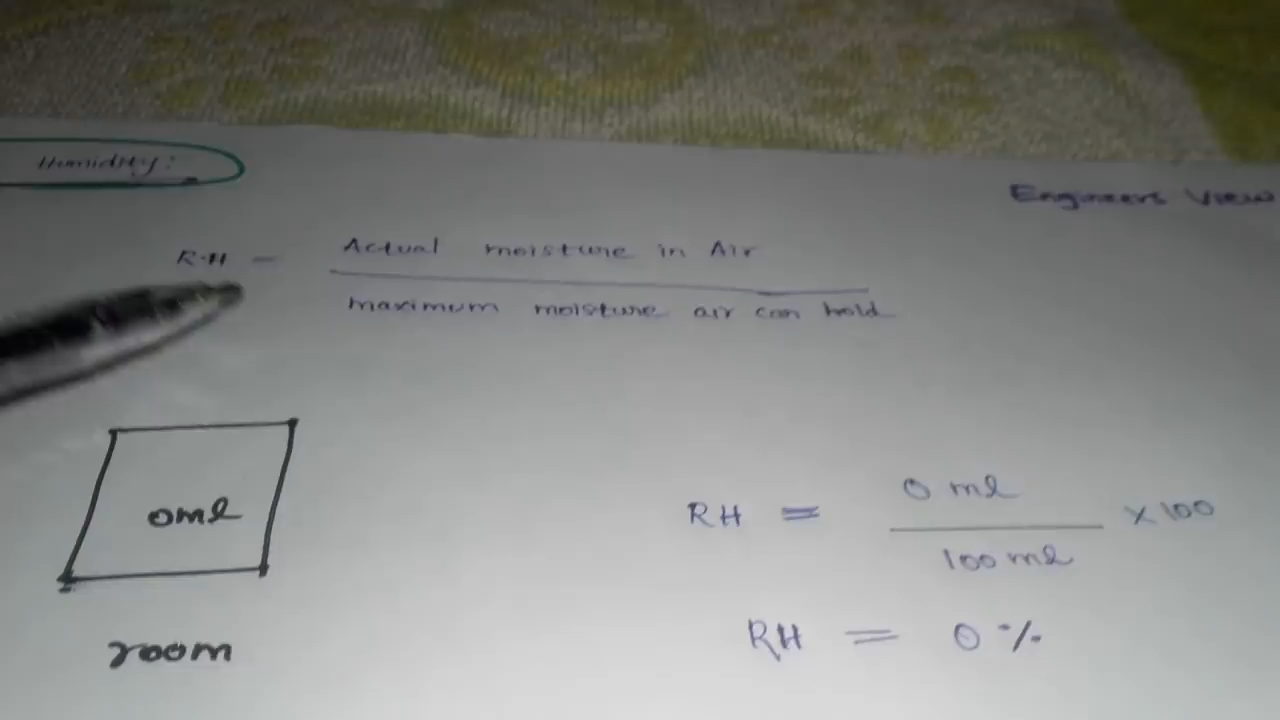 Humidity:
Engineers View
R.H =
Actual moisture in Air
maximum moisture air can hold
0ml
room
RH = 0 ml × 100
100 ml
RH = 0 %